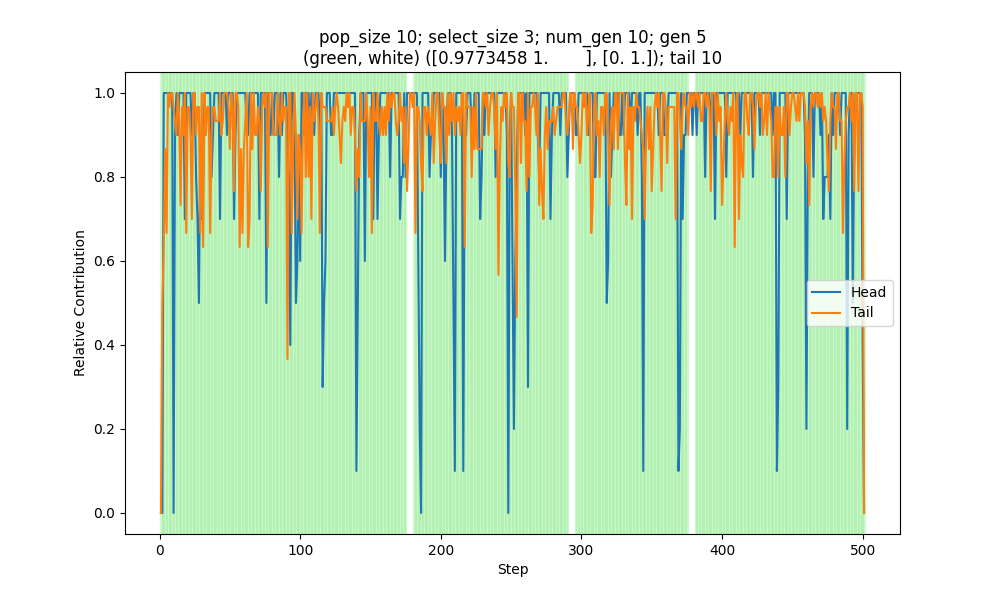 pop_size 10; select_size 3; num_gen 10; gen 5
(green, white) ([0.9773458 1.       ], [0. 1.]); tail 10
1.0
0.8
0.6
0.4
0.2
0.0
Relative Contribution
Head
Tail
0
100
200
300
400
500
Step